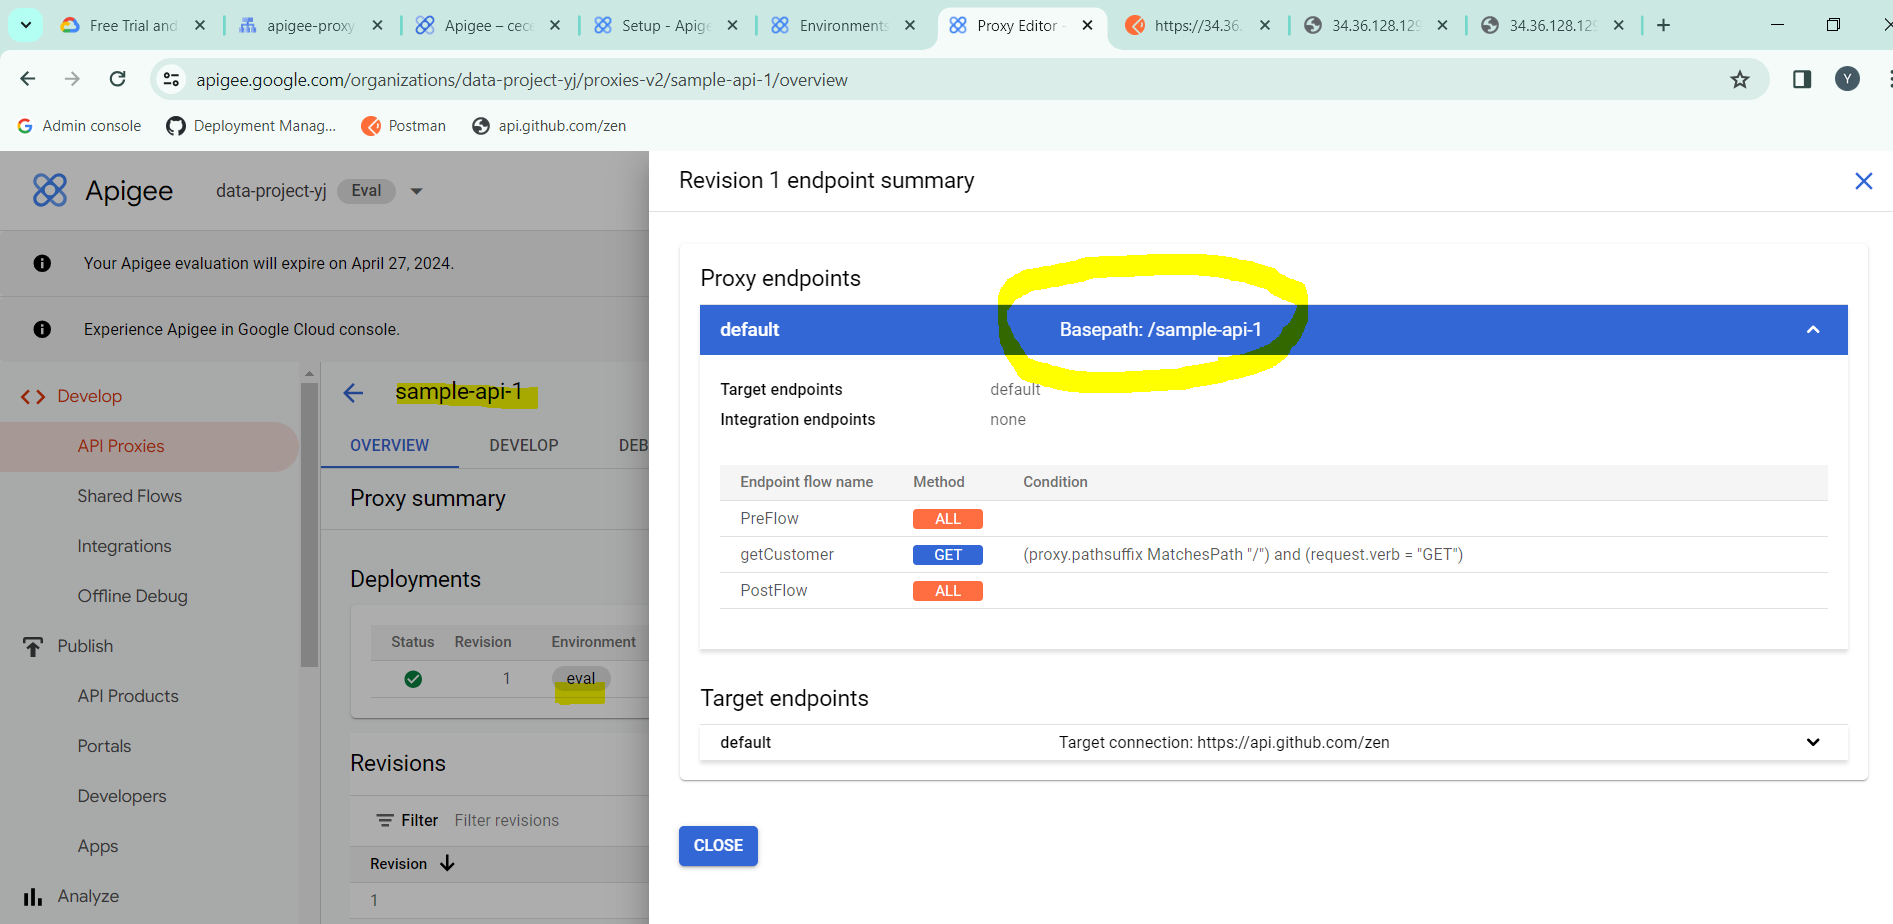 Free Trial and
apigee-proxy
Apigee – cece
Setup - Apige
Environments
Proxy Editor -
https://34.36.
34.36.128.129
34.36.128.129
apigee.google.com/organizations/data-project-yj/proxies-v2/sample-api-1/overview
Y
Admin console
Deployment Manag...
Postman
api.github.com/zen
Apigee
data-project-yj
Eval
Your Apigee evaluation will expire on April 27, 2024.
Experience Apigee in Google Cloud console.
Develop
API Proxies
Shared Flows
Integrations
Offline Debug
Publish
API Products
Portals
Developers
Apps
Analyze
sample-api-1
OVERVIEW DEVELOP DEB
Proxy summary
Deployments
Status Revision Environment
1 eval
Revisions
Filter Filter revisions
Revision
1
Revision 1 endpoint summary
Proxy endpoints
default Basepath: /sample-api-1
Target endpoints default
Integration endpoints none
Endpoint flow name Method Condition
PreFlow ALL
getCustomer GET (proxy.pathsuffix MatchesPath "/") and (request.verb = "GET")
PostFlow ALL
Target endpoints
default Target connection: https://api.github.com/zen
CLOSE